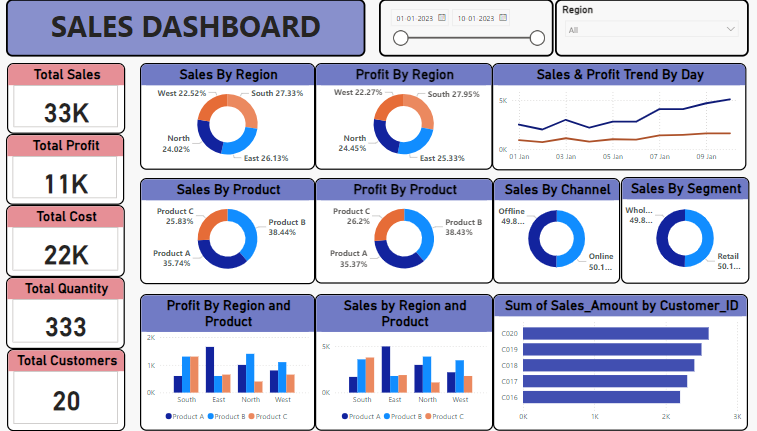 SALES DASHBOARD
01-01-2023
10-01-2023
Region
All
Total Sales
33K
Total Profit
11K
Total Cost
22K
Total Quantity
333
Total Customers
20
Sales By Region
West 22.52%
South 27.33%
North
24.02%
East 26.13%
Profit By Region
West 22.27%
South 27.95%
North
24.45%
East 25.33%
Sales & Profit Trend By Day
5K
0K
01 Jan
03 Jan
05 Jan
07 Jan
09 Jan
Sales By Product
Product C
25.83%
Product B
38.44%
Product A
35.74%
Profit By Product
Product C
26.2%
Product B
38.43%
Product A
35.37%
Sales By Channel
Offline
49.8...
Online
50.1...
Sales By Segment
Whol...
49.8...
Retail
50.1...
Profit By Region and
Product
2K
1K
0K
South
East
North
West
Product A
Product B
Product C
Sales by Region and
Product
5K
0K
South
East
North
West
Product A
Product B
Product C
Sum of Sales_Amount by Customer_ID
C020
C019
C018
C017
C016
0K
1K
2K
3K